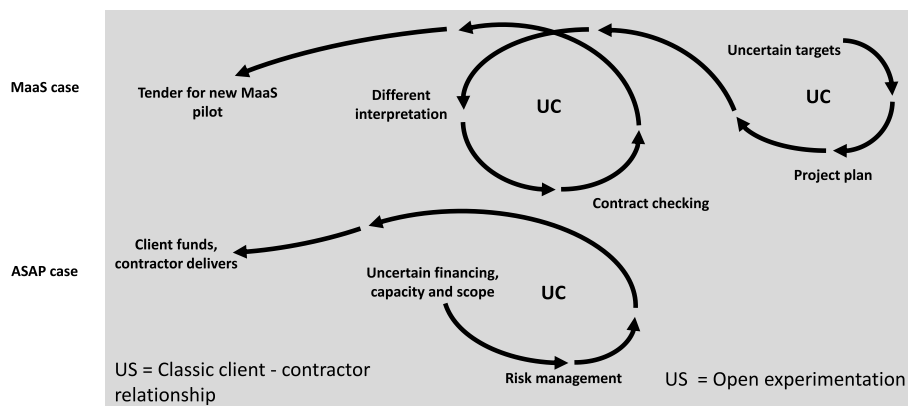 MaaS case
Uncertain targets
UC
Tender for new MaaS
pilot
Different
interpretation
UC
Project plan
Contract checking
ASAP case
Client funds,
contractor delivers
Uncertain financing,
capacity and scope
UC
Risk management
US = Classic client - contractor
relationship
US = Open experimentation